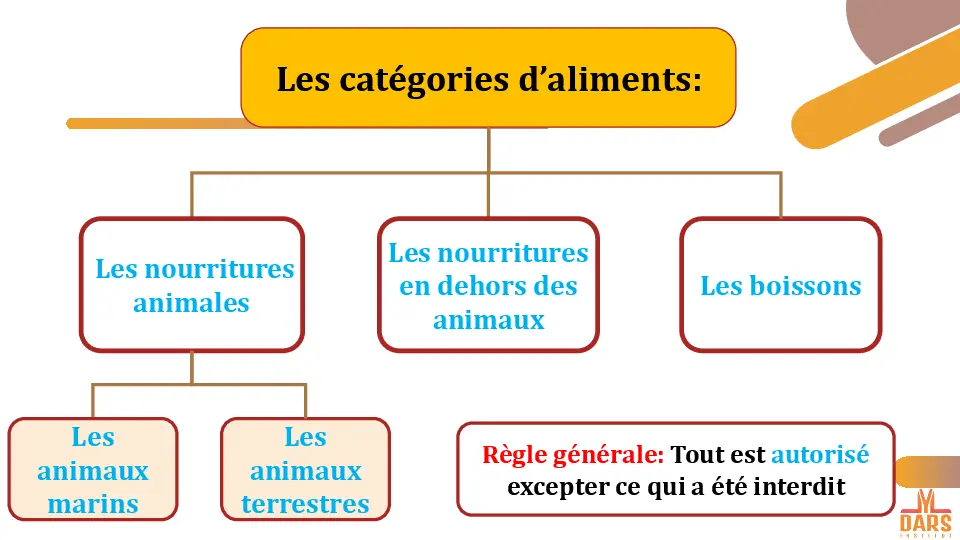 Les catégories d’aliments:
Les nourritures
animales
Les nourritures
en dehors des
animaux
Les boissons
Les
animaux
marins
Les
animaux
terrestres
Règle générale: Tout est autorisé
excepter ce qui a été interdit
DARS
INSTITUT